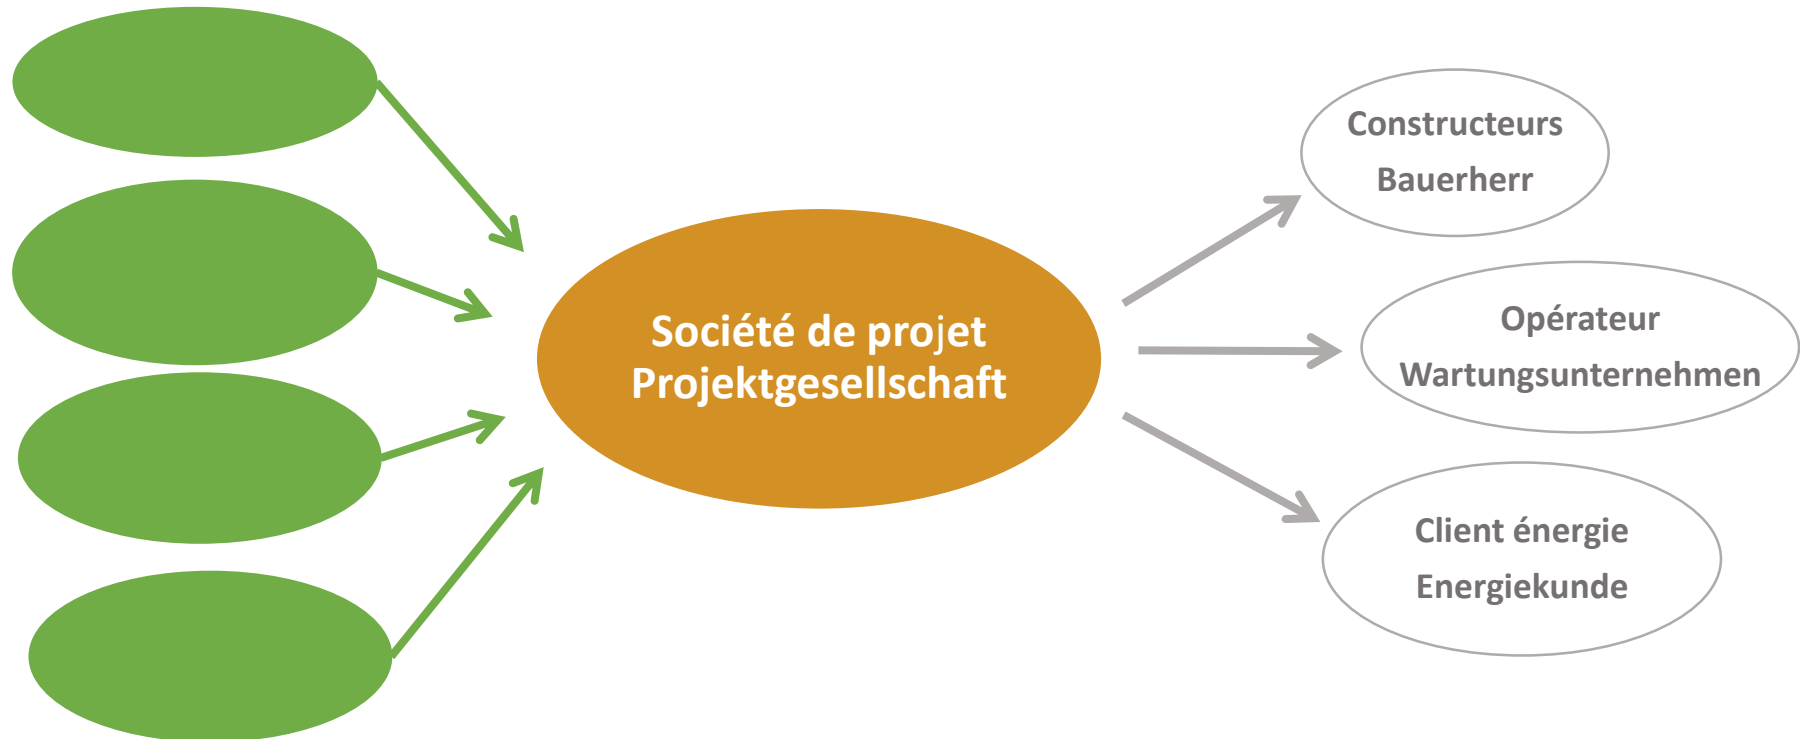 Société de projet
Projektgesellschaft
Constructeurs
Bauerherr
Opérateur
Wartungsunternehmen
Client énergie
Energiekunde